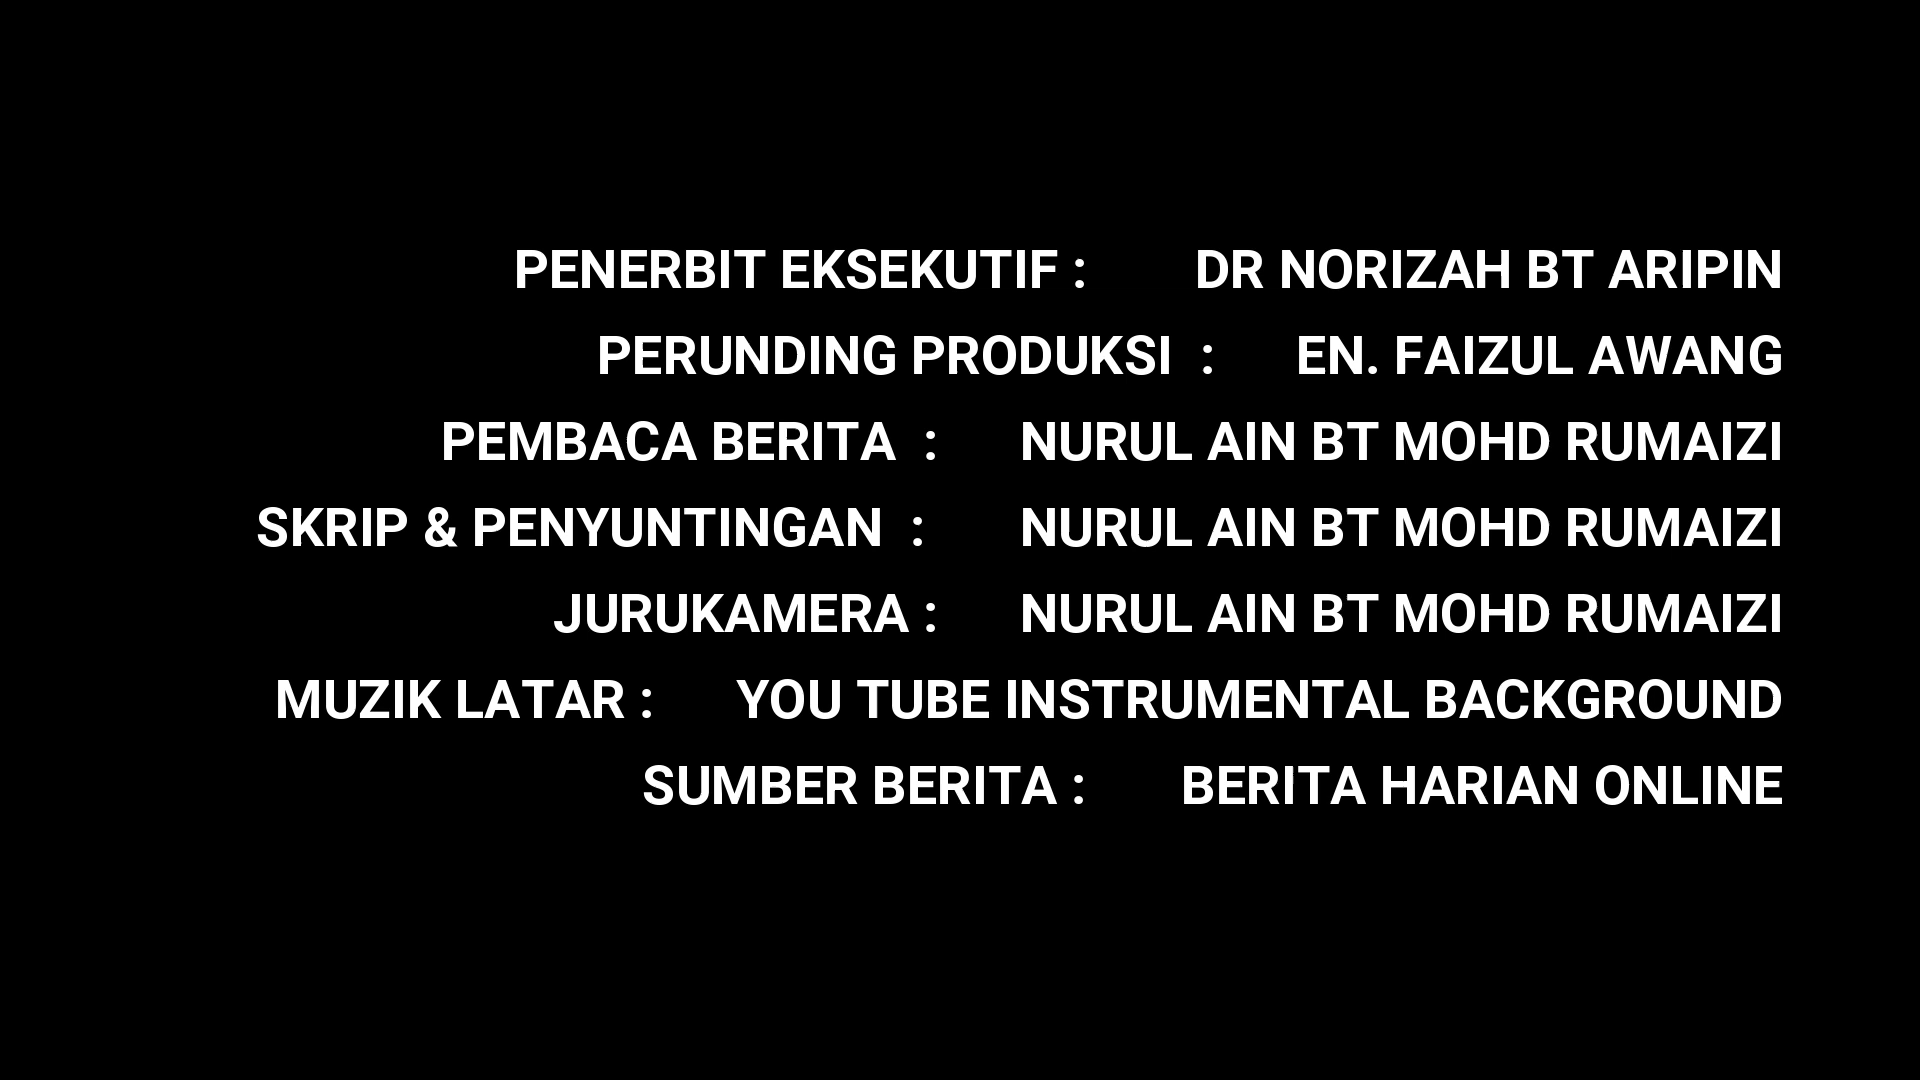 PENERBIT EKSEKUTIF : DR NORIZAH BT ARIPIN
PERUNDING PRODUKSI : EN. FAIZUL AWANG
PEMBACA BERITA : NURUL AIN BT MOHD RUMAIZI
SKRIP & PENYUNTINGAN : NURUL AIN BT MOHD RUMAIZI
JURUKAMERA : NURUL AIN BT MOHD RUMAIZI
MUZIK LATAR : YOU TUBE INSTRUMENTAL BACKGROUND
SUMBER BERITA : BERITA HARIAN ONLINE